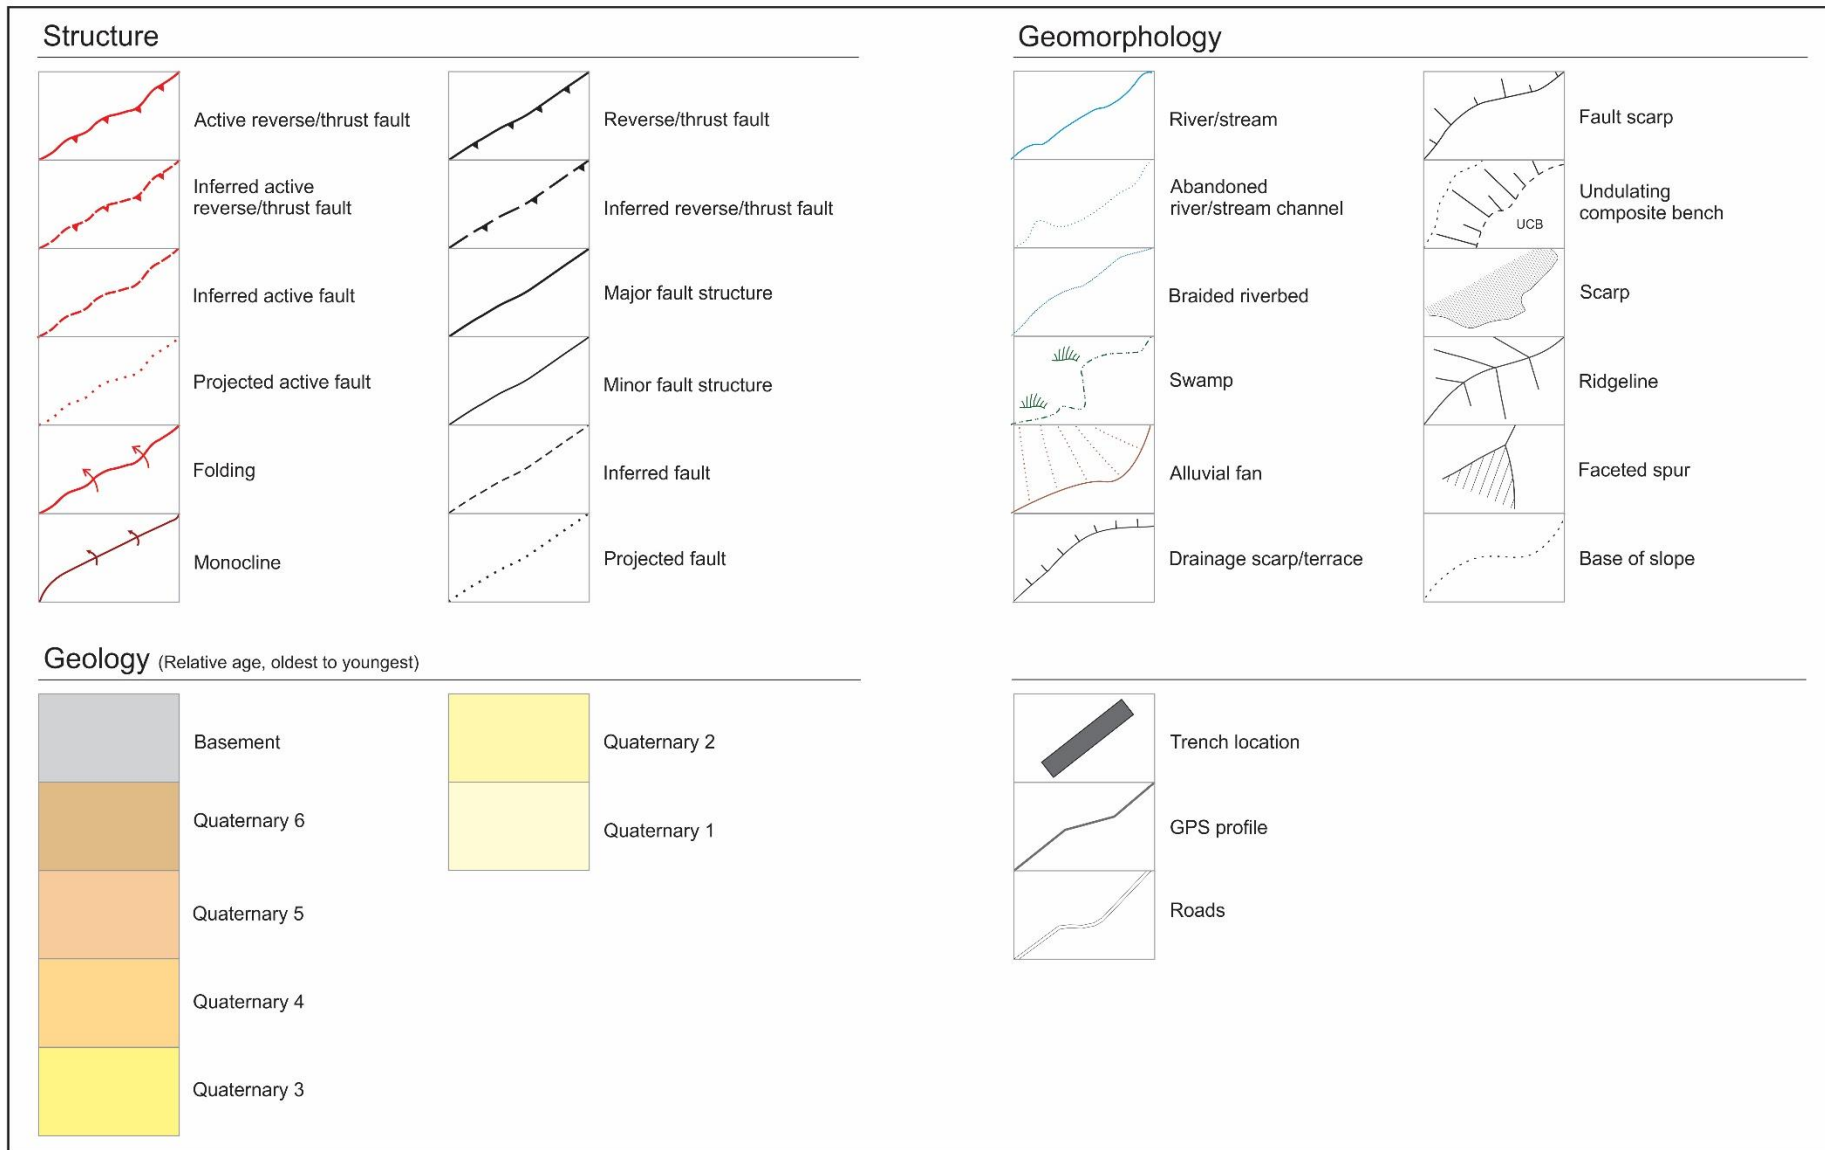 Structure
Active reverse/thrust fault
Inferred active
reverse/thrust fault
Inferred active fault
Projected active fault
Folding
Monocline
Reverse/thrust fault
Inferred reverse/thrust fault
Major fault structure
Minor fault structure
Inferred fault
Projected fault
Geomorphology
River/stream
Abandoned
river/stream channel
Braided riverbed
Swamp
Alluvial fan
Drainage scarp/terrace
Fault scarp
UCB
Undulating
composite bench
Scarp
Ridgeline
Faceted spur
Base of slope
Geology (Relative age, oldest to youngest)
Basement
Quaternary 6
Quaternary 5
Quaternary 4
Quaternary 3
Quaternary 2
Quaternary 1
Trench location
GPS profile
Roads